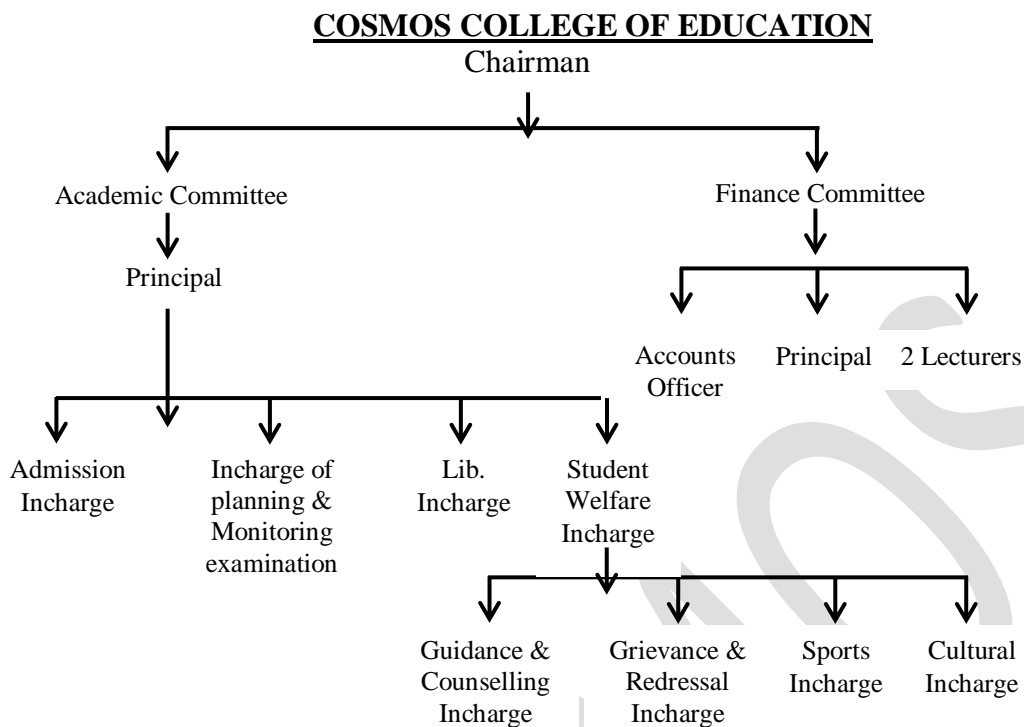 COSMOS COLLEGE OF EDUCATION
Chairman
Academic Committee
Finance Committee
Principal
Accounts
Officer
Principal
2 Lecturers
Admission
Incharge
Incharge of
planning &
Monitoring
examination
Lib.
Incharge
Student
Welfare
Incharge
Guidance &
Counselling
Incharge
Grievance &
Redressal
Incharge
Sports
Incharge
Cultural
Incharge